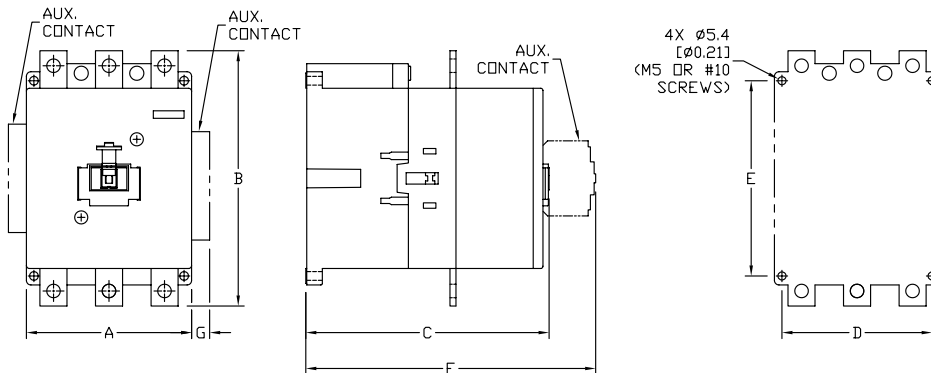 AUX.
CONTACT
AUX.
CONTACT
B
A
G
AUX.
CONTACT
C
F
4X Ø5.4
[Ø0.21]
(M5 OR #10
SCREWS)
E
D